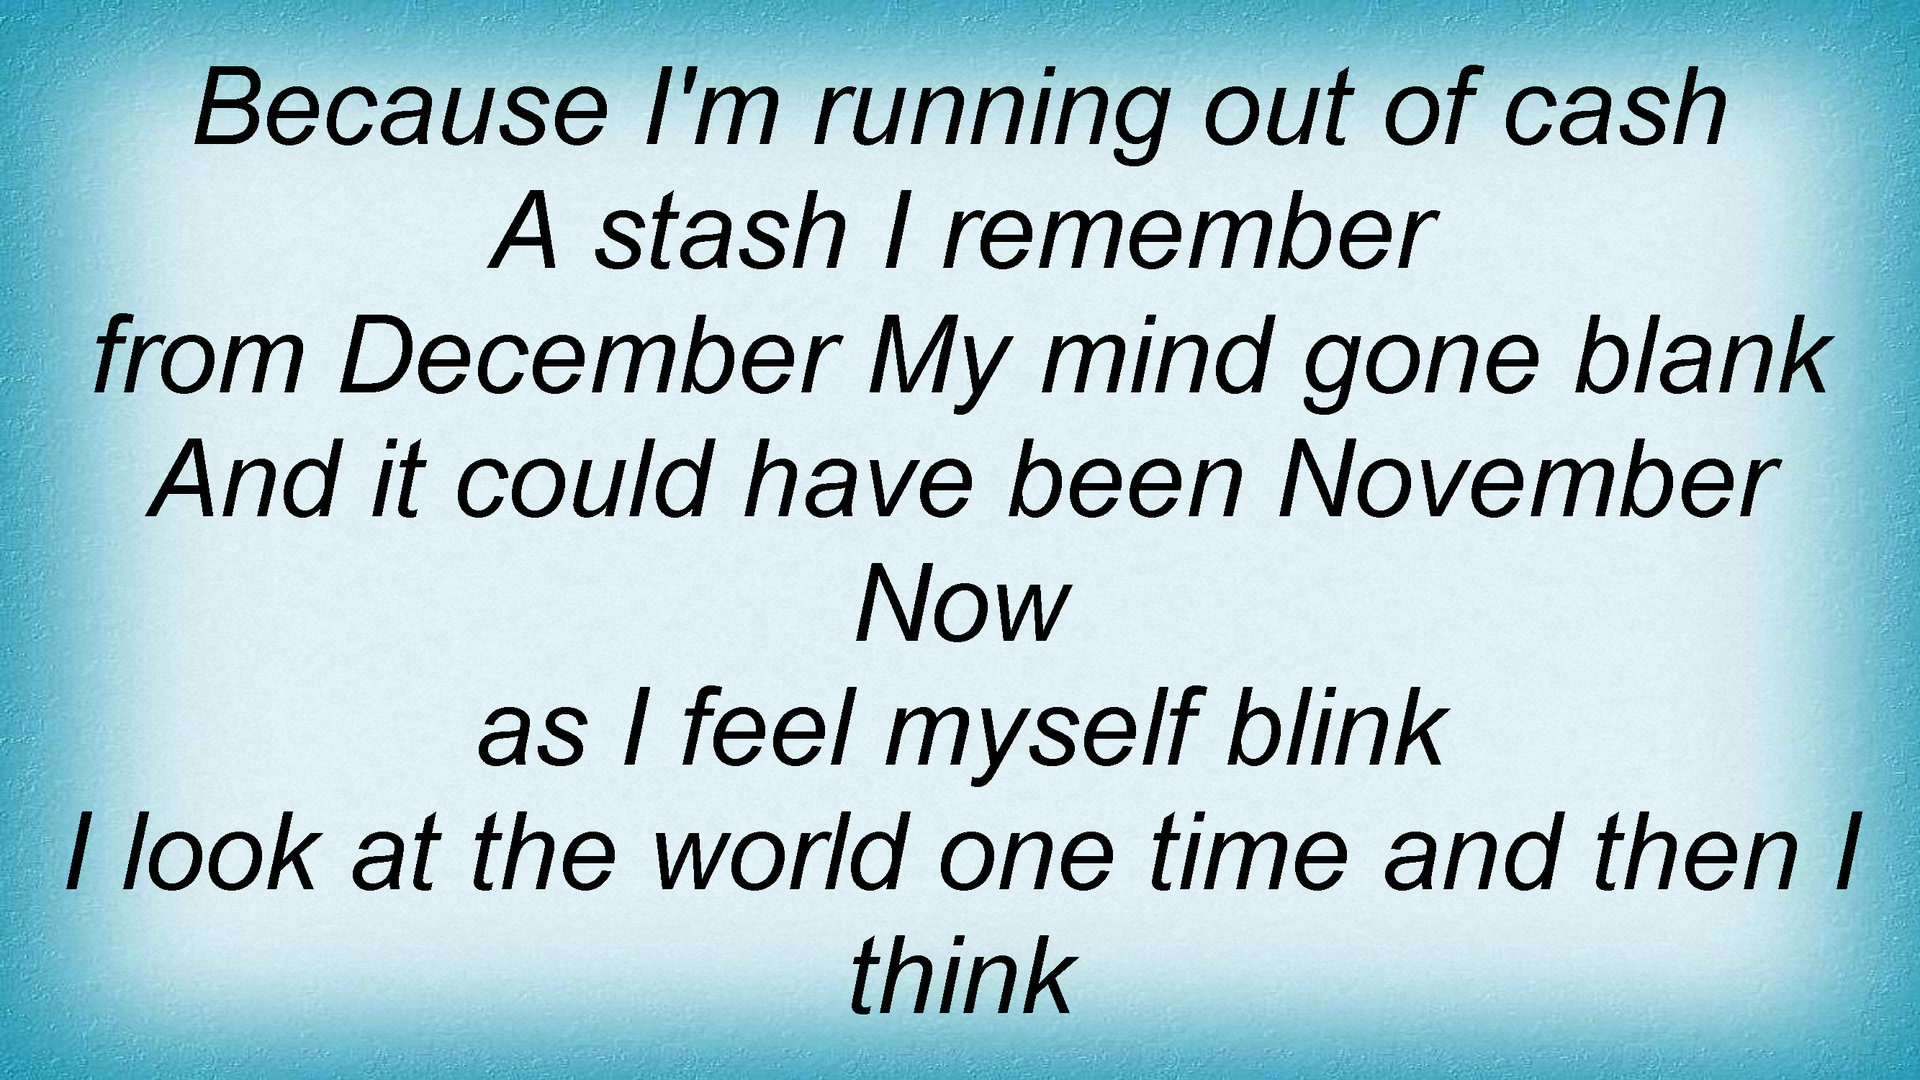 Because I'm running out of cash
A stash I remember
from December My mind gone blank
And it could have been November
Now
as I feel myself blink
I look at the world one time and then I
think